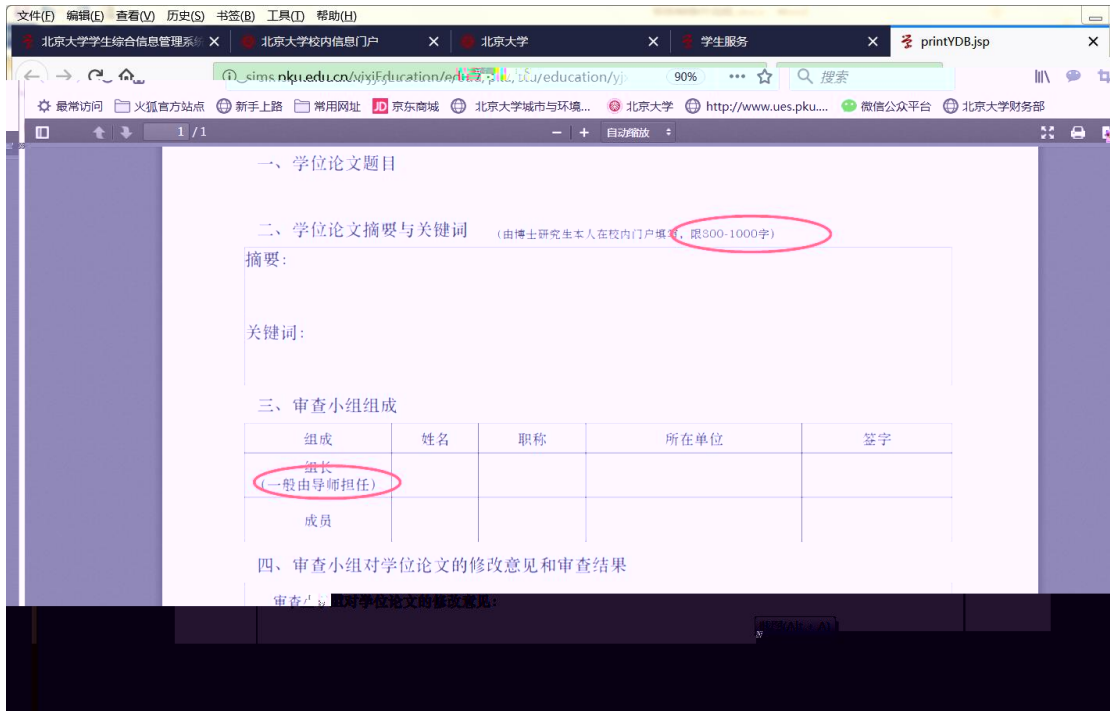 文件(F) 编辑(E) 查看(V) 历史(S) 书签(B) 工具(T) 帮助(H)
北京大学学生综合信息管理系统 北京大学校内信息门户 北京大学 学生服务 printYDB.jsp
90% 搜索
最常访问 火狐官方站点 新手上路 常用网址 JD 京东商城 北京大学城市与环境... 北京大学 http://www.ues.pku.... 微信公众平台 北京大学财务部
1 / 1 自动缩放
一、学位论文题目
二、学位论文摘要与关键词 (由博士研究生本人在校内门户填写,限800-1000字)
摘要:
关键词:
三、审查小组组成
组成 姓名 职称 所在单位 签字
组长
(一般由导师担任)
成员
四、审查小组对学位论文的修改意见和审查结果
审查小组对学位论文的修改意见: